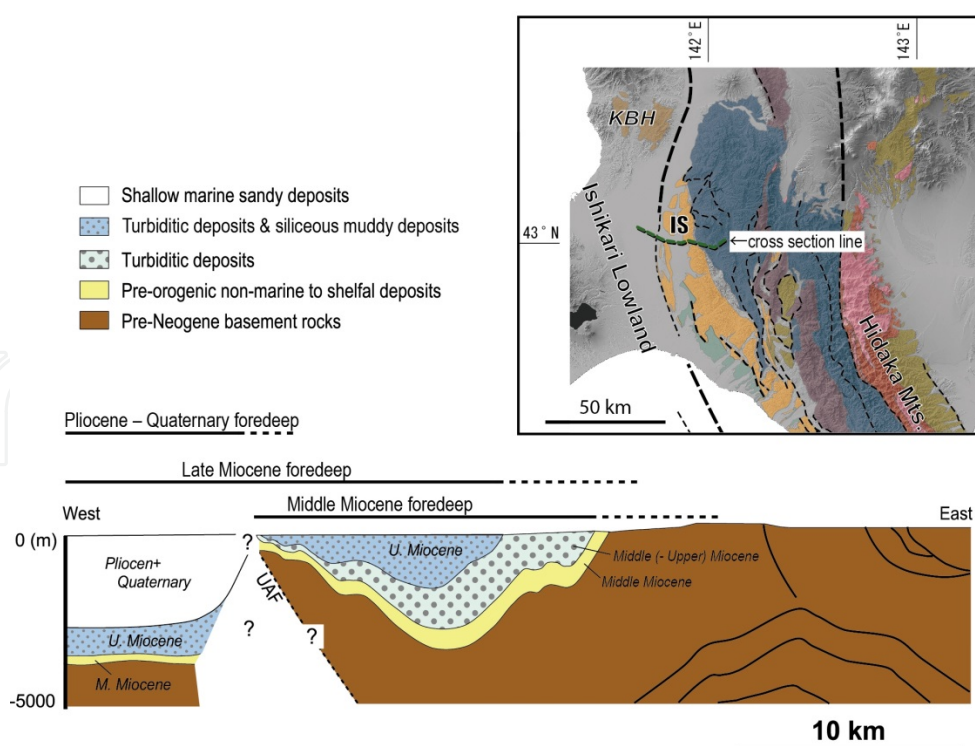 142°E
143°E
KBH
Ishikari Lowland
IS
43°N
←cross section line
Hidaka Mts.
50 km
Shallow marine sandy deposits
Turbiditic deposits & siliceous muddy deposits
Turbiditic deposits
Pre-orogenic non-marine to shelfal deposits
Pre-Neogene basement rocks
Pliocene – Quaternary foredeep
Late Miocene foredeep
Middle Miocene foredeep
West
East
0 (m)
?
U. Miocene
Middle (- Upper) Miocene
Pliocen+
Quaternary
Middle Miocene
UAF
U. Miocene
?
?
M. Miocene
-5000
10 km